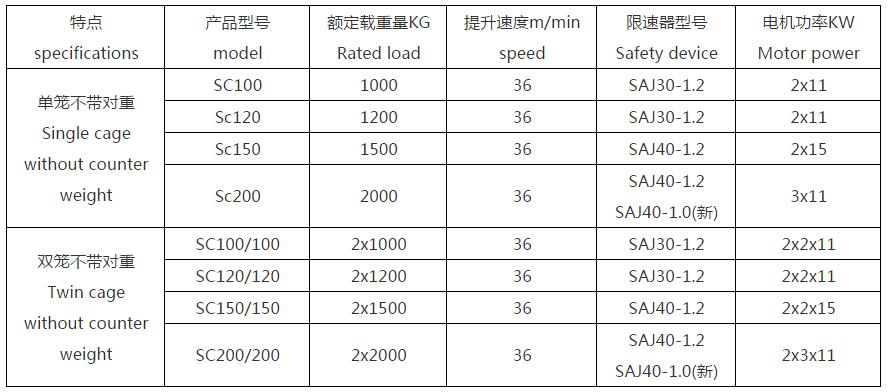 特点 产品型号 额定载重量KG 提升速度m/min 限速器型号 电机功率KW
specifications model Rated load speed Safety device Motor power
单笼不带对重
Single cage
without counter
weight
SC100 1000 36 SAJ30-1.2 2x11
Sc120 1200 36 SAJ30-1.2 2x11
Sc150 1500 36 SAJ40-1.2 2x15
Sc200 2000 36 SAJ40-1.2 3x11
SAJ40-1.0(新)
双笼不带对重
Twin cage
without counter
weight
SC100/100 2x1000 36 SAJ30-1.2 2x2x11
SC120/120 2x1200 36 SAJ30-1.2 2x2x11
SC150/150 2x1500 36 SAJ40-1.2 2x2x15
SC200/200 2x2000 36 SAJ40-1.2 2x3x11
SAJ40-1.0(新)